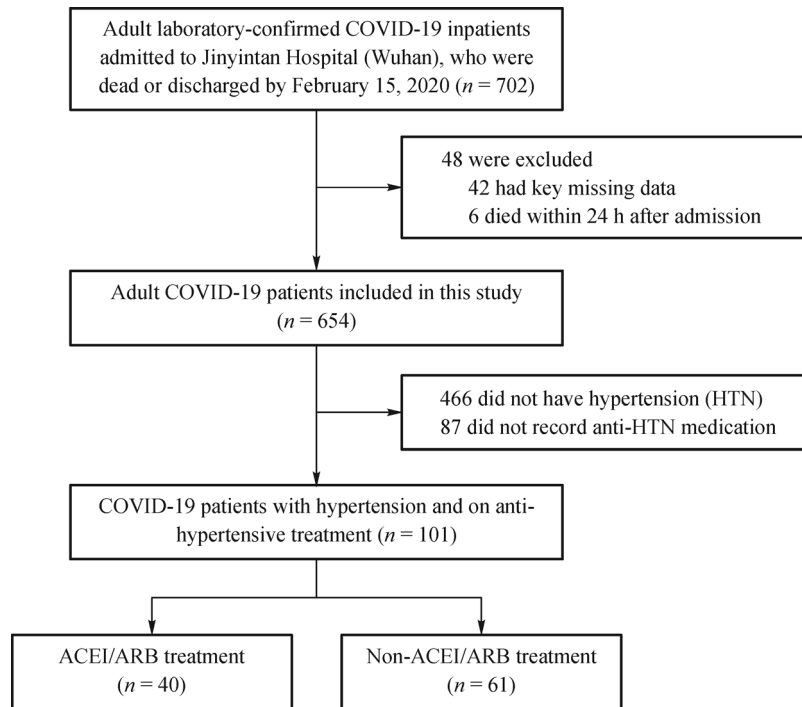 Adult laboratory-confirmed COVID-19 inpatients
admitted to Jinyintan Hospital (Wuhan), who were
dead or discharged by February 15, 2020 (n = 702)
48 were excluded
42 had key missing data
6 died within 24 h after admission
Adult COVID-19 patients included in this study
(n = 654)
466 did not have hypertension (HTN)
87 did not record anti-HTN medication
COVID-19 patients with hypertension and on anti-
hypertensive treatment (n = 101)
ACEI/ARB treatment
(n = 40)
Non-ACEI/ARB treatment
(n = 61)